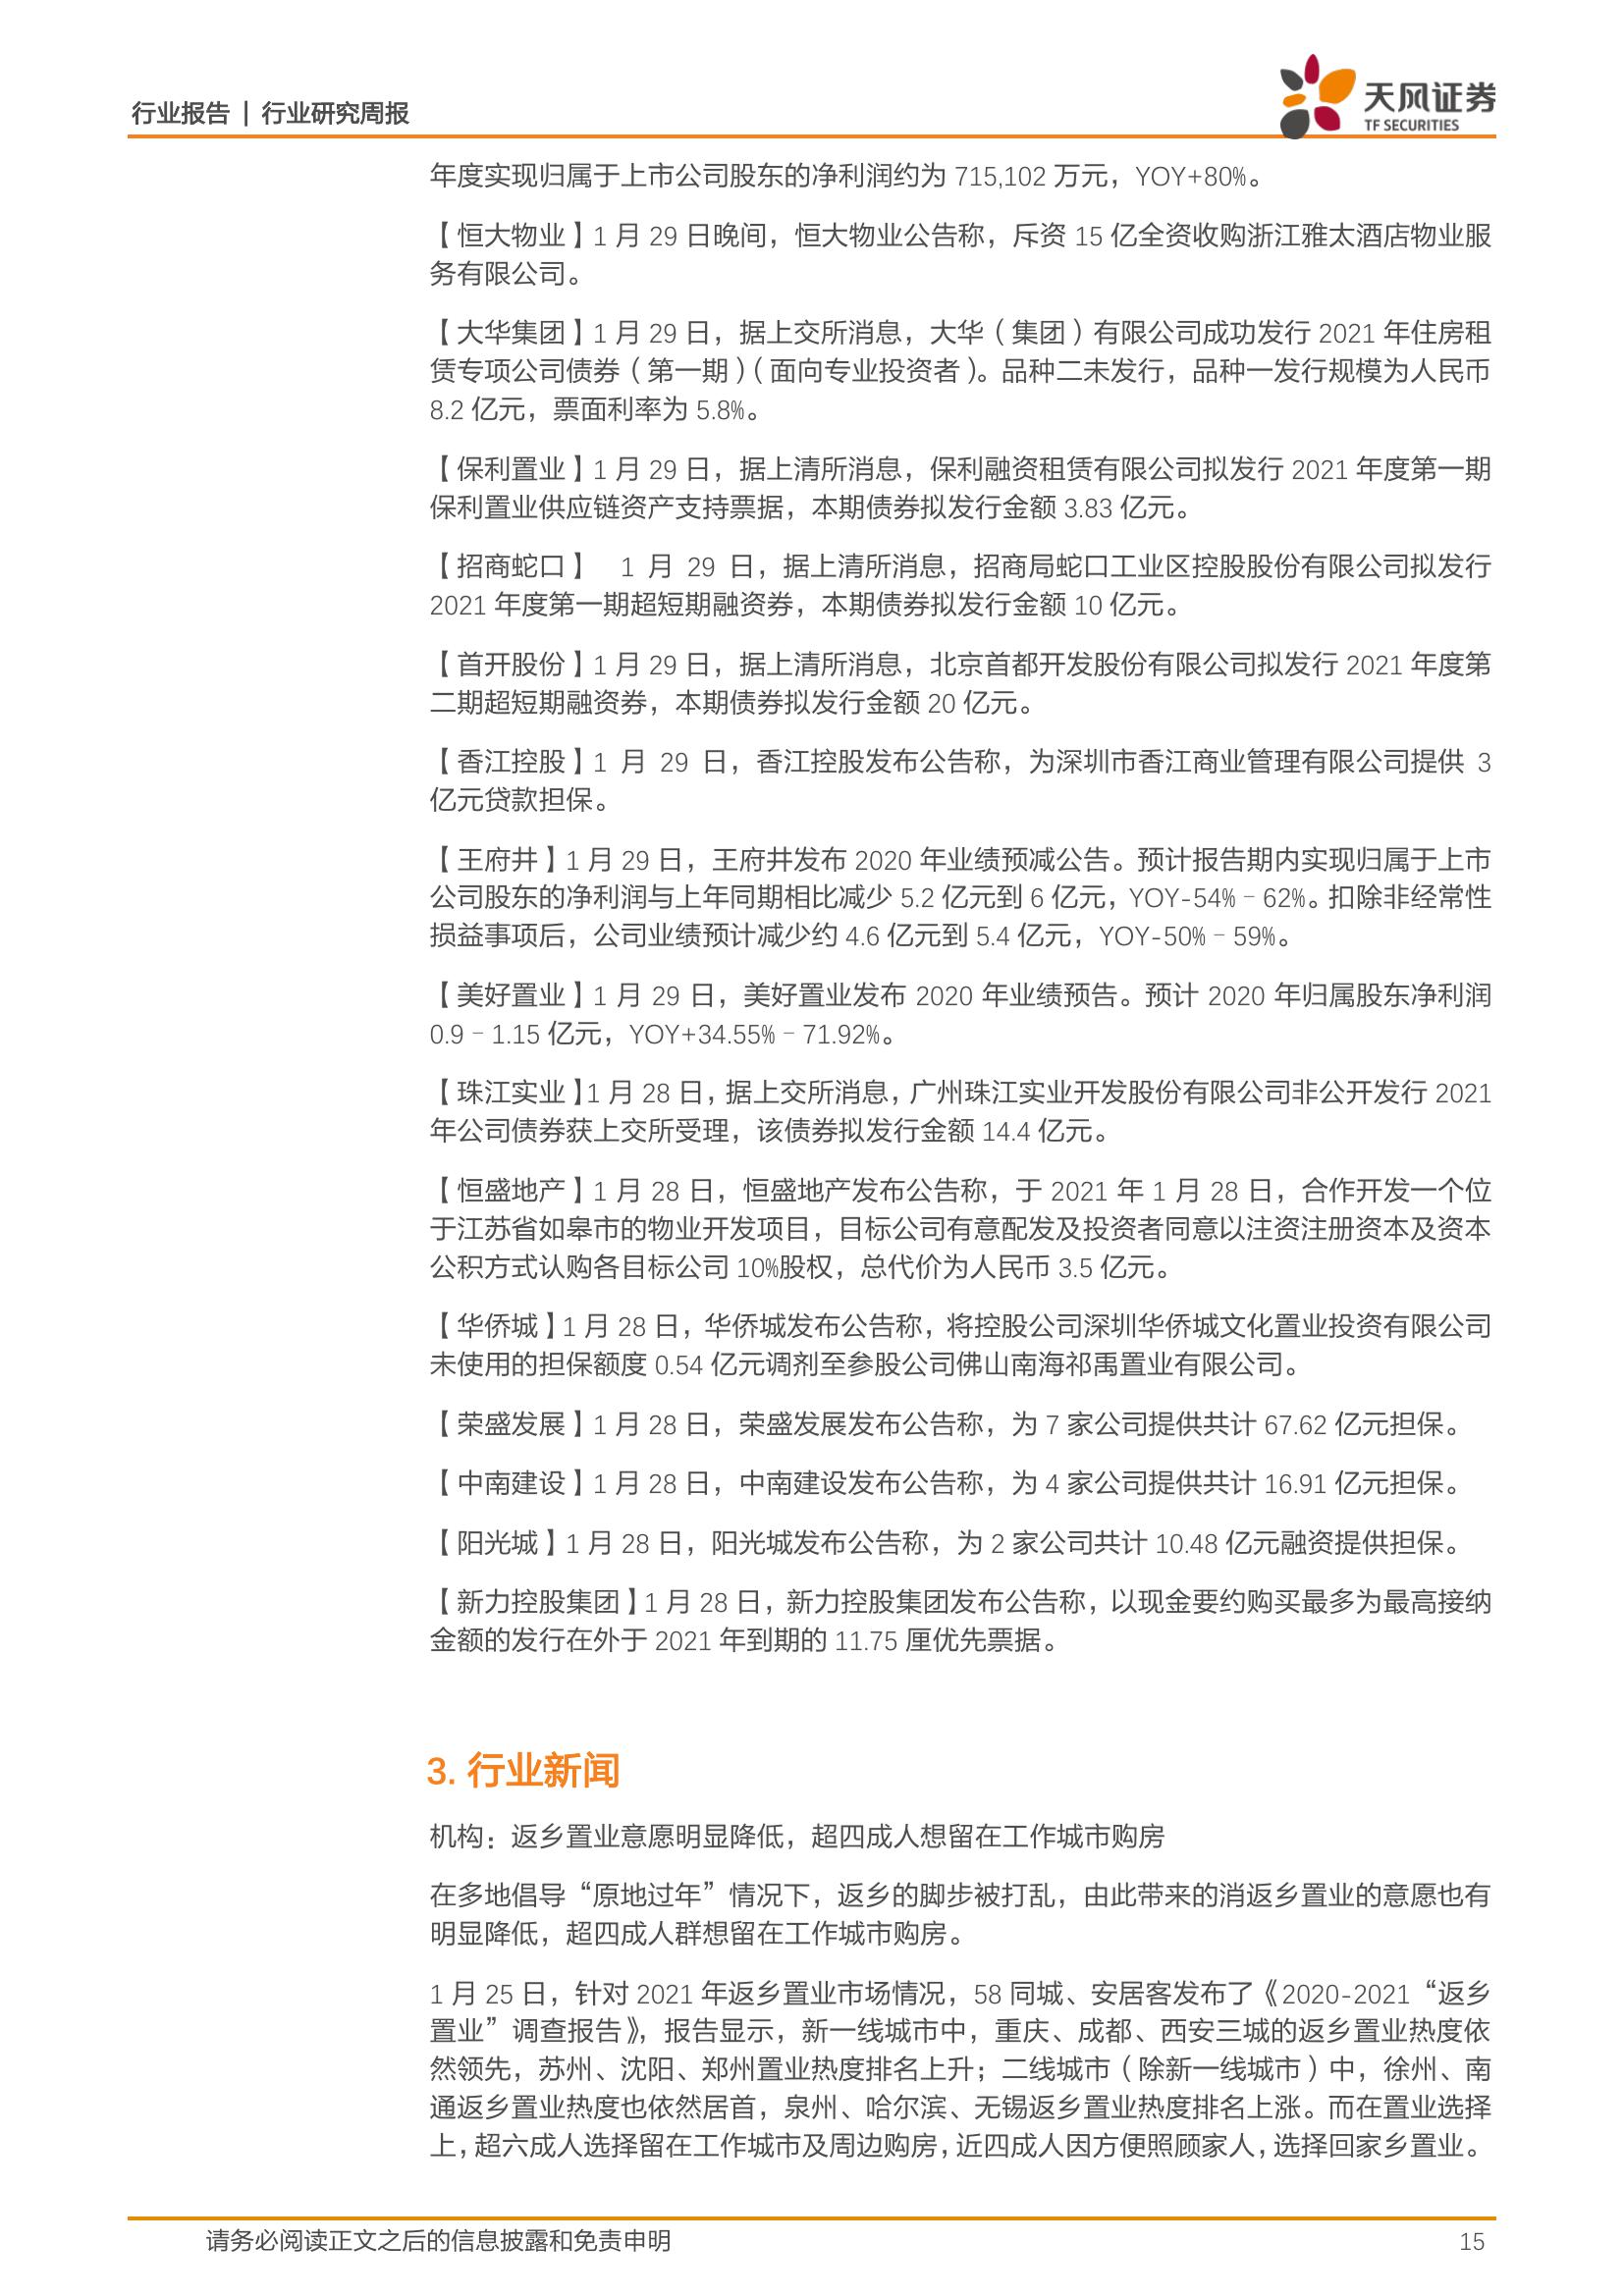 行业报告 | 行业研究周报
天风证券
TF SECURITIES
年度实现归属于上市公司股东的净利润约为 715,102 万元，YOY+80%。
【恒大物业】1 月 29 日晚间，恒大物业公告称，斥资 15 亿全资收购浙江雅太酒店物业服
务有限公司。
【大华集团】1 月 29 日，据上交所消息，大华（集团）有限公司成功发行 2021 年住房租
赁专项公司债券（第一期）（面向专业投资者）。品种二未发行，品种一发行规模为人民币
8.2 亿元，票面利率为 5.8%。
【保利置业】1 月 29 日，据上清所消息，保利融资租赁有限公司拟发行 2021 年度第一期
保利置业供应链资产支持票据，本期债券拟发行金额 3.83 亿元。
【招商蛇口】 1 月 29 日，据上清所消息，招商局蛇口工业区控股股份有限公司拟发行
2021 年度第一期超短期融资券，本期债券拟发行金额 10 亿元。
【首开股份】1 月 29 日，据上清所消息，北京首都开发股份有限公司拟发行 2021 年度第
二期超短期融资券，本期债券拟发行金额 20 亿元。
【香江控股】1 月 29 日，香江控股发布公告称，为深圳市香江商业管理有限公司提供 3
亿元贷款担保。
【王府井】1 月 29 日，王府井发布 2020 年业绩预减公告。预计报告期内实现归属于上市
公司股东的净利润与上年同期相比减少 5.2 亿元到 6 亿元，YOY-54%–62%。扣除非经常性
损益事项后，公司业绩预计减少约 4.6 亿元到 5.4 亿元，YOY-50%–59%。
【美好置业】1 月 29 日，美好置业发布 2020 年业绩预告。预计 2020 年归属股东净利润
0.9–1.15 亿元，YOY+34.55%–71.92%。
【珠江实业】1 月 28 日，据上交所消息，广州珠江实业开发股份有限公司非公开发行 2021
年公司债券获上交所受理，该债券拟发行金额 14.4 亿元。
【恒盛地产】1 月 28 日，恒盛地产发布公告称，于 2021 年 1 月 28 日，合作开发一个位
于江苏省如皋市的物业开发项目，目标公司有意配发及投资者同意以注资注册资本及资本
公积方式认购各目标公司 10%股权，总代价为人民币 3.5 亿元。
【华侨城】1 月 28 日，华侨城发布公告称，将控股公司深圳华侨城文化置业投资有限公司
未使用的担保额度 0.54 亿元调剂至参股公司佛山南海祁禹置业有限公司。
【荣盛发展】1 月 28 日，荣盛发展发布公告称，为 7 家公司提供共计 67.62 亿元担保。
【中南建设】1 月 28 日，中南建设发布公告称，为 4 家公司提供共计 16.91 亿元担保。
【阳光城】1 月 28 日，阳光城发布公告称，为 2 家公司共计 10.48 亿元融资提供担保。
【新力控股集团】1 月 28 日，新力控股集团发布公告称，以现金要约购买最多为最高接纳
金额的发行在外于 2021 年到期的 11.75 厘优先票据。
3. 行业新闻
机构：返乡置业意愿明显降低，超四成人想留在工作城市购房
在多地倡导“原地过年”情况下，返乡的脚步被打乱，由此带来的消返乡置业的意愿也有
明显降低，超四成人群想留在工作城市购房。
1 月 25 日，针对 2021 年返乡置业市场情况，58 同城、安居客发布了《2020-2021“返乡
置业”调查报告》，报告显示，新一线城市中，重庆、成都、西安三城的返乡置业热度依
然领先，苏州、沈阳、郑州置业热度排名上升；二线城市（除新一线城市）中，徐州、南
通返乡置业热度也依然居首，泉州、哈尔滨、无锡返乡置业热度排名上涨。而在置业选择
上，超六成人选择留在工作城市及周边购房，近四成人因方便照顾家人，选择回家乡置业。
请务必阅读正文之后的信息披露和免责申明
15